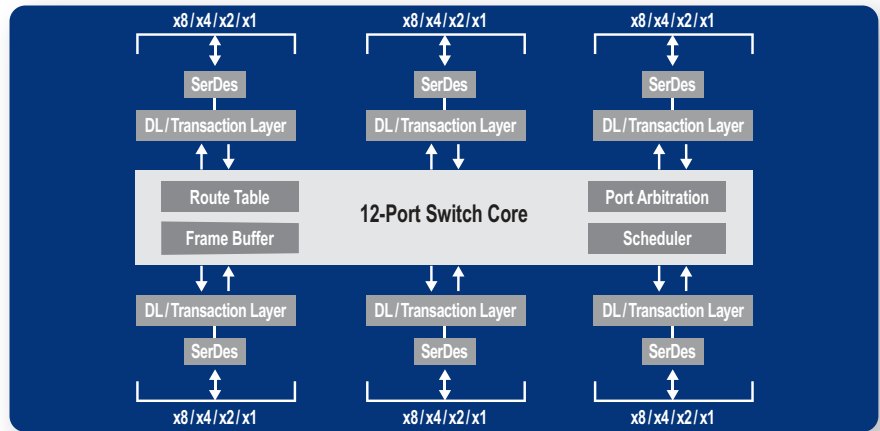 x8/x4/x2/x1 x8/x4/x2/x1 x8/x4/x2/x1
SerDes SerDes SerDes
DL/Transaction Layer DL/Transaction Layer DL/Transaction Layer
Route Table Port Arbitration
12-Port Switch Core
Frame Buffer Scheduler
DL/Transaction Layer DL/Transaction Layer DL/Transaction Layer
SerDes SerDes SerDes
x8/x4/x2/x1 x8/x4/x2/x1 x8/x4/x2/x1